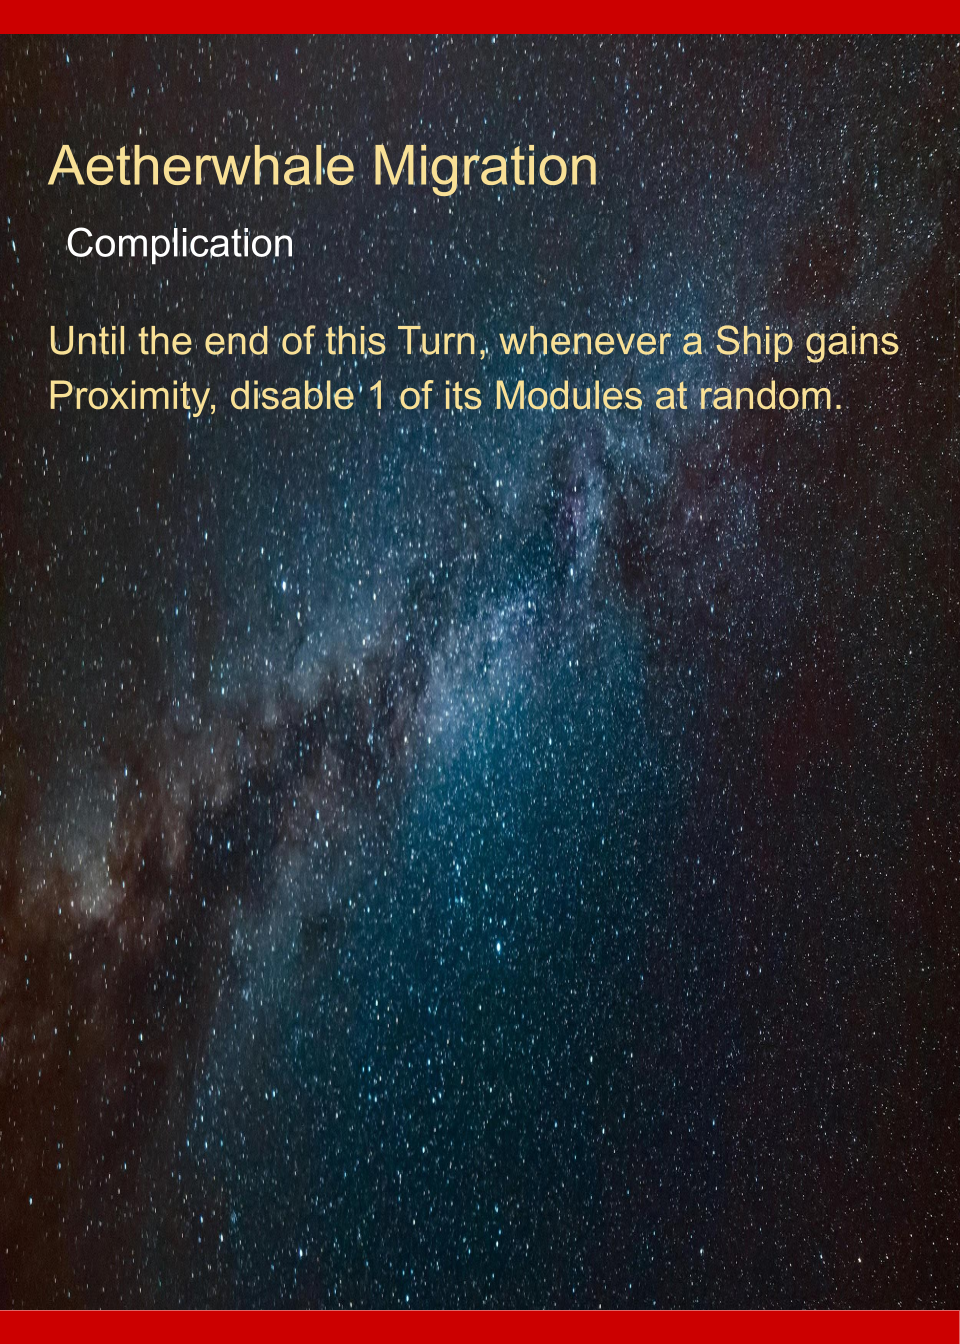 Aetherwhale Migration
Complication
Until the end of this Turn, whenever a Ship gains
Proximity, disable 1 of its Modules at random.